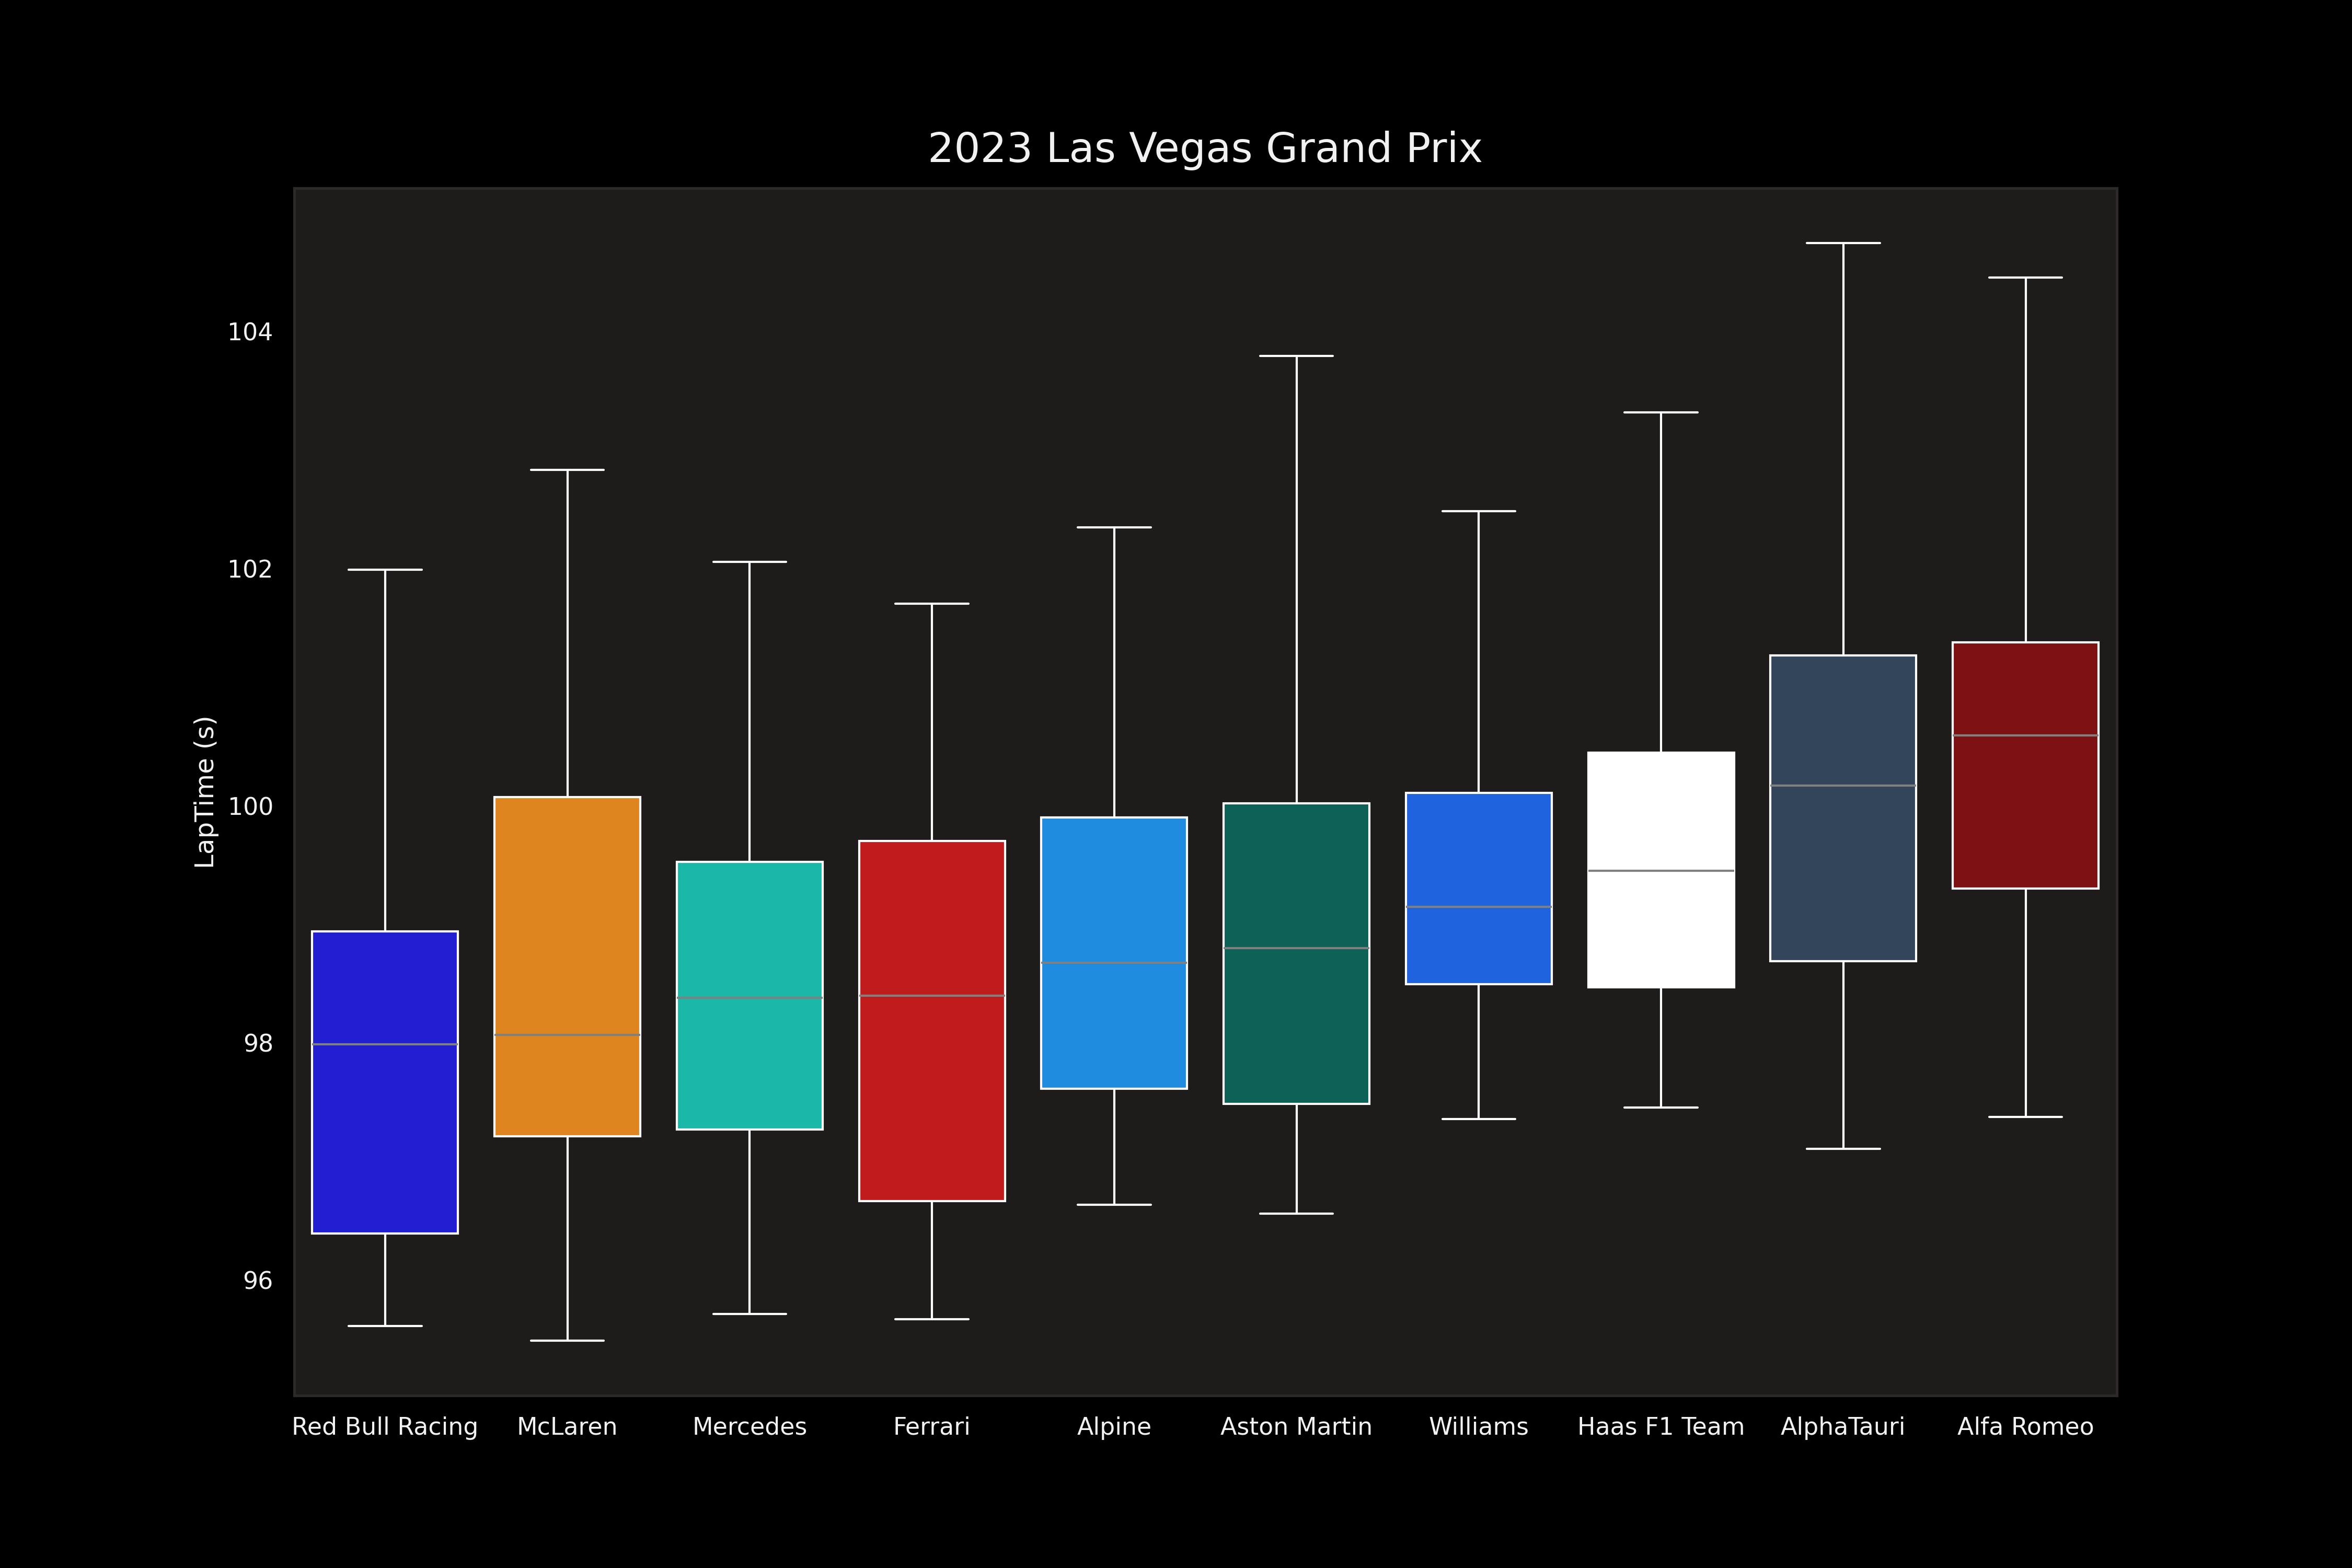 2023 Las Vegas Grand Prix
LapTime (s)
104
102
100
98
96
Red Bull Racing McLaren Mercedes Ferrari Alpine Aston Martin Williams Haas F1 Team AlphaTauri Alfa Romeo